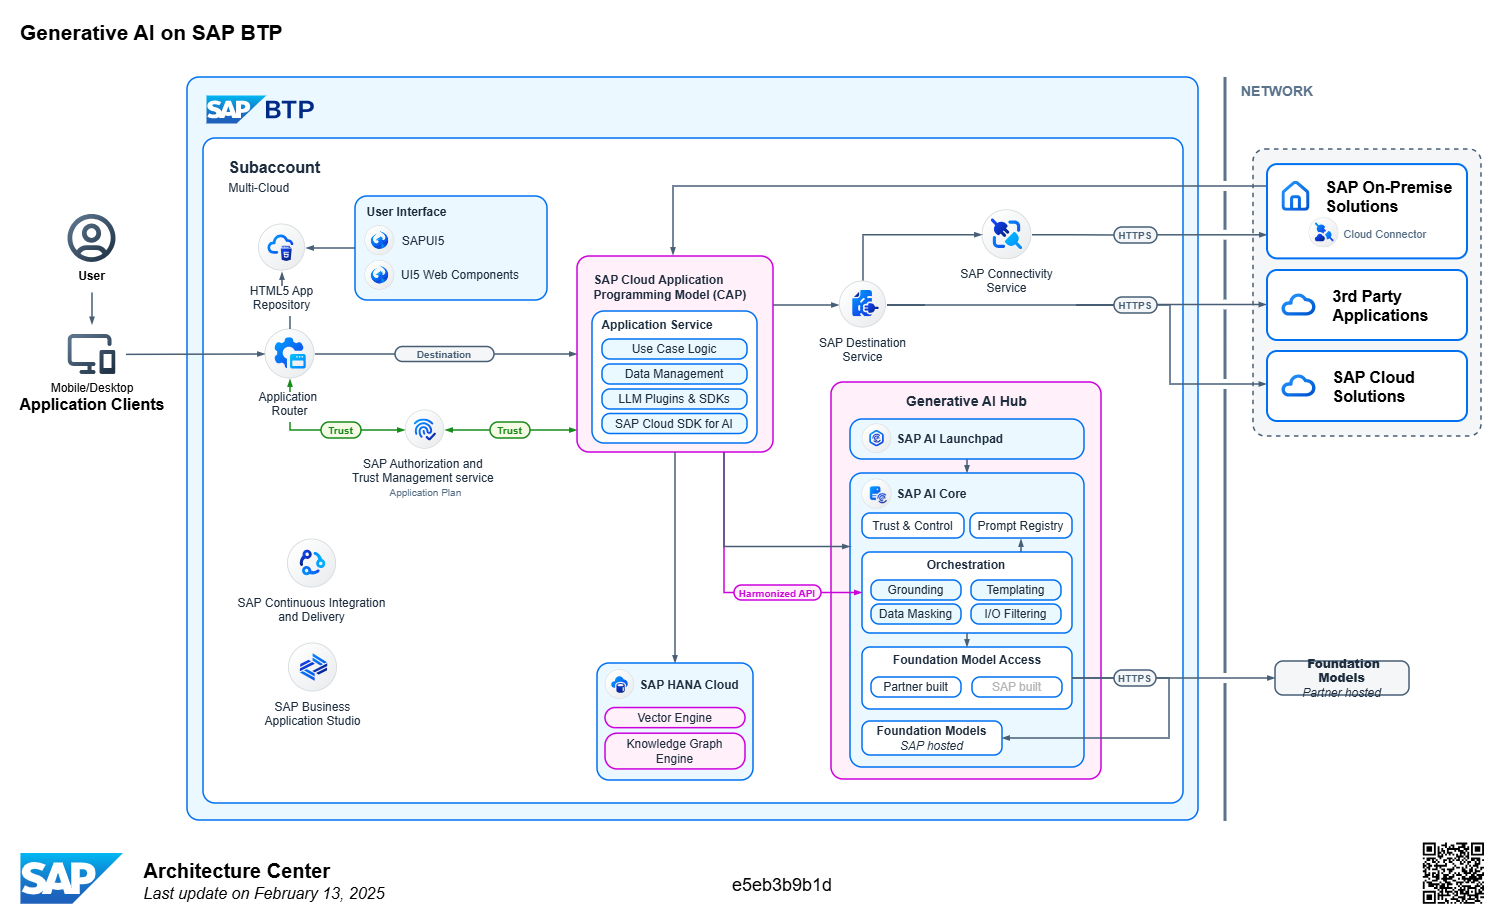 Generative AI on SAP BTP
SAP BTP
NETWORK
Subaccount
Multi-Cloud
User
Mobile/Desktop
Application Clients
User Interface
SAPUI5
UI5 Web Components
HTML5 App
Repository
5
Application
Router
Destination
Trust
Trust
SAP Authorization and
Trust Management service
Application Plan
SAP Continuous Integration
and Delivery
SAP Business
Application Studio
SAP Cloud Application
Programming Model (CAP)
Application Service
Use Case Logic
Data Management
LLM Plugins & SDKs
SAP Cloud SDK for AI
SAP Connectivity
Service
SAP Destination
Service
HTTPS
HTTPS
SAP On-Premise
Solutions
Cloud Connector
3rd Party
Applications
SAP Cloud
Solutions
Generative AI Hub
SAP AI Launchpad
SAP AI Core
Trust & Control
Prompt Registry
Orchestration
Grounding
Templating
Data Masking
I/O Filtering
Harmonized API
Foundation Model Access
Partner built
SAP built
Foundation Models
SAP hosted
HTTPS
Foundation
Models
Partner hosted
SAP HANA Cloud
Vector Engine
Knowledge Graph
Engine
SAP
Architecture Center
Last update on February 13, 2025
e5eb3b9b1d